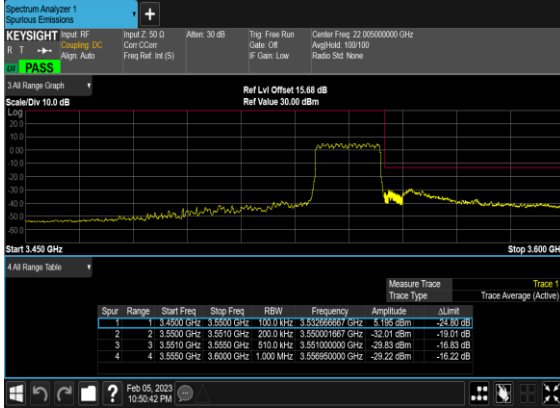 Spectrum Analyzer 1
Spurious Emissions
+
KEYSIGHT Input: RF Input Z: 50 Ω Atten: 30 dB Trig: Free Run Center Freq: 22.005000000 GHz
R T Coupling: DC Corr CCorr Gate: Off Avg|Hold: 100/100
Align: Auto Freq Ref: Int (S) IF Gain: Low Radio Std: None
LXI PASS
3 All Range Graph
Ref Lvl Offset 15.68 dB
Scale/Div 10.0 dB Ref Value 30.00 dBm
Log
20.0
10.0
0.00
-10.0
-20.0
-30.0
-40.0
-50.0
-60.0
Start 3.450 GHz Stop 3.600 GH
4 All Range Table
Measure Trace Trace 1
Trace Type Trace Average (Active)
Spur Range Start Freq Stop Freq RBW Frequency Amplitude ΔLimit
1 1 3.4500 GHz 3.5500 GHz 100.0 kHz 3.532666667 GHz 5.195 dBm -24.80 dB
2 2 3.5500 GHz 3.5510 GHz 200.0 kHz 3.550001667 GHz -32.01 dBm -19.01 dB
3 3 3.5510 GHz 3.5550 GHz 510.0 kHz 3.551000000 GHz -29.83 dBm -16.83 dB
4 4 3.5550 GHz 3.6000 GHz 1.000 MHz 3.556950000 GHz -29.22 dBm -16.22 dB
Feb 05, 2023
10:50:42 PM